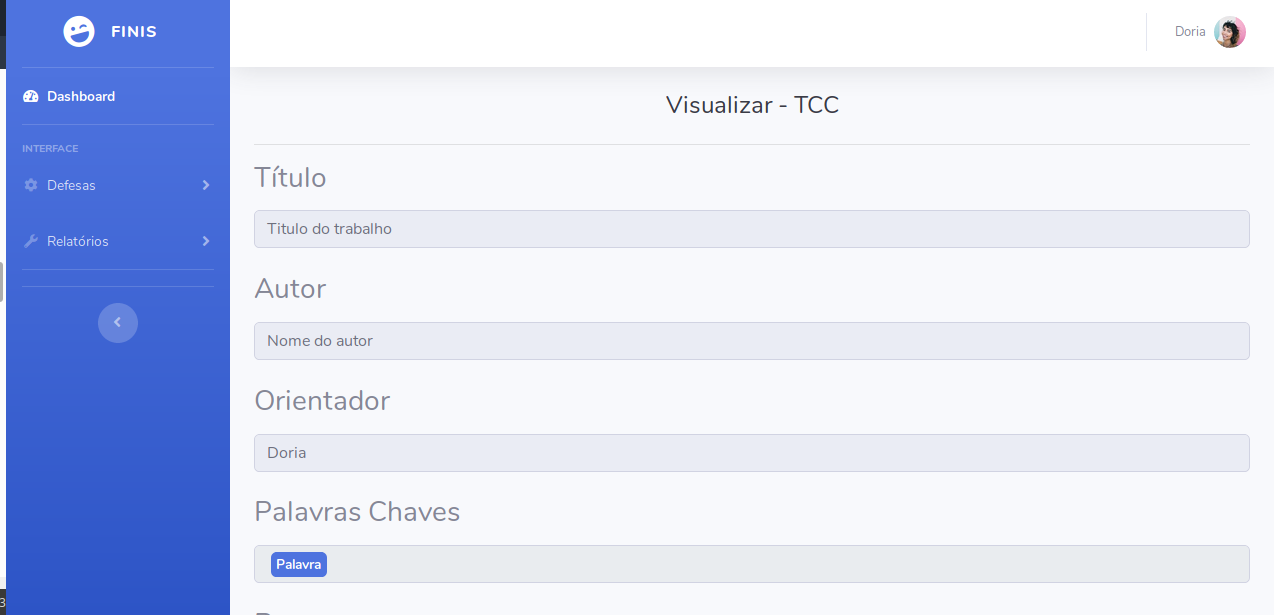 FINIS
Doria
Dashboard
INTERFACE
Defesas
Relatórios
Visualizar - TCC
Título
Titulo do trabalho
Autor
Nome do autor
Orientador
Doria
Palavras Chaves
Palavra